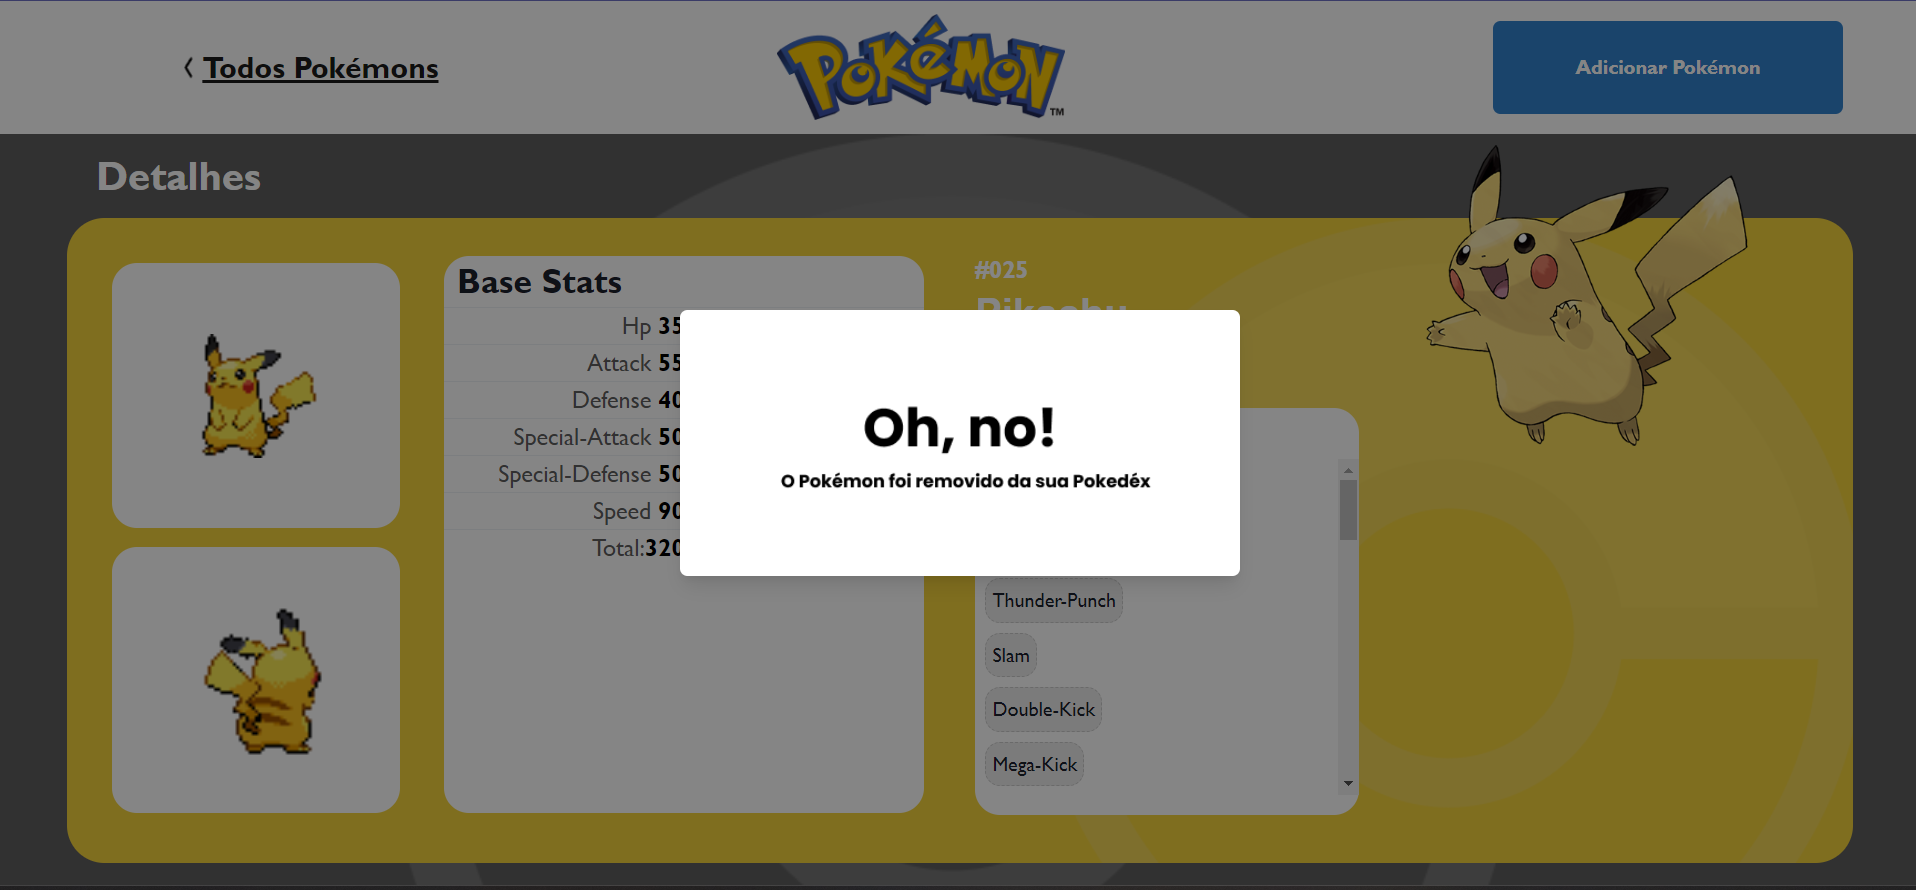 Todos Pokémons
POKéMON
TM
Adicionar Pokémon
Detalhes
Base Stats
Hp 35
Attack 55
Defense 40
Special-Attack 50
Special-Defense 50
Speed 90
Total:320
#025
Pikachu
Oh, no!
O Pokémon foi removido da sua Pokedéx
Thunder-Punch
Slam
Double-Kick
Mega-Kick